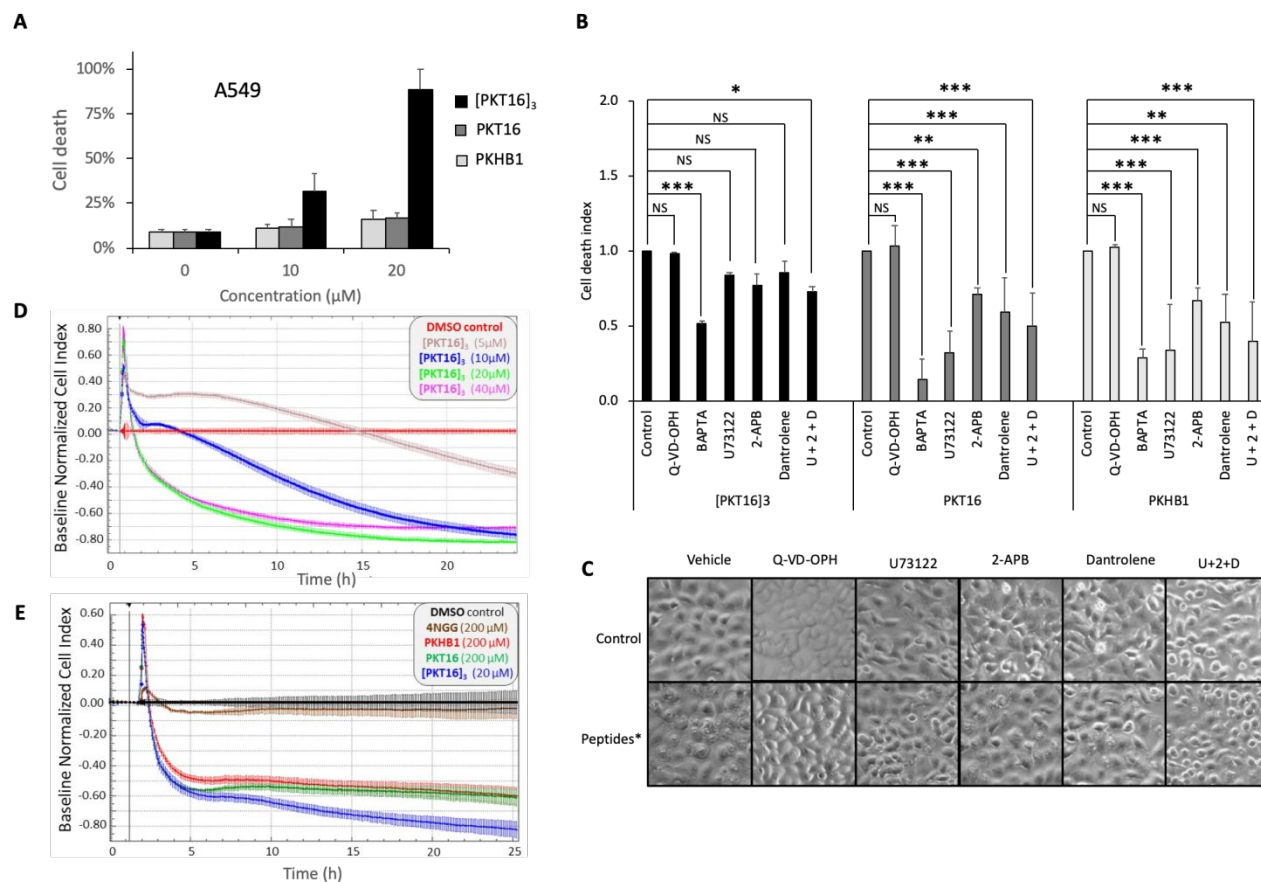 A
100%
75%
50%
25%
0%
Cell death
A549
[PKT16]₃
PKT16
PKHB1
0
10
20
Concentration (µM)
B
2.0
1.5
1.0
0.5
0.0
Cell death index
*
NS
NS
NS
***
NS
***
***
**
***
***
NS
***
**
***
***
***
NS
Control
Q-VD-OPH
BAPTA
U73122
2-APB
Dantrolene
U + 2 + D
Control
Q-VD-OPH
BAPTA
U73122
2-APB
Dantrolene
U + 2 + D
Control
Q-VD-OPH
BAPTA
U73122
2-APB
Dantrolene
U + 2 + D
[PKT16]3
PKT16
PKHB1
C
Vehicle
Q-VD-OPH
U73122
2-APB
Dantrolene
U+2+D
Control
Peptides*
D
0.80
0.60
0.40
0.20
0.00
-0.20
-0.40
-0.60
-0.80
Baseline Normalized Cell Index
DMSO control
[PKT16]₃ (5µM)
[PKT16]₃ (10µM)
[PKT16]₃ (20µM)
[PKT16]₃ (40µM)
0
5
10
15
20
Time (h)
E
0.60
0.40
0.20
0.00
-0.20
-0.40
-0.60
-0.80
Baseline Normalized Cell Index
DMSO control
4NGG (200 µM)
PKHB1 (200 µM)
PKT16 (200 µM)
[PKT16]₃ (20 µM)
0
5
10
15
20
25
Time (h)